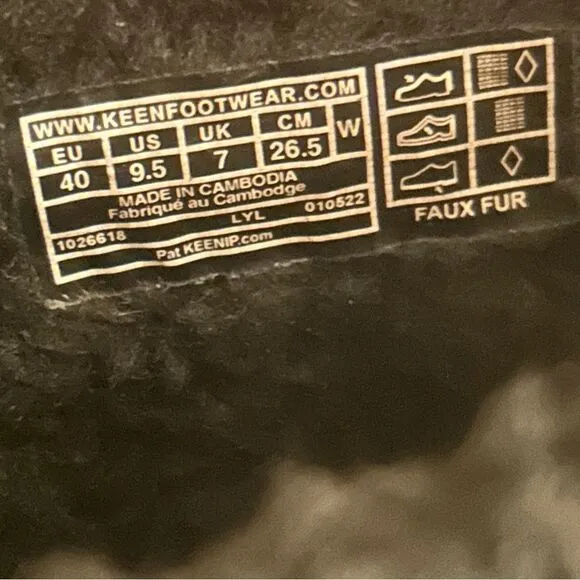 WWW.KEENFOOTWEAR.COM
EU US UK CM W
40 9.5 7 26.5
MADE IN CAMBODIA
Fabriqué au Cambodge
1026618 LYL 010522
Pat KEENIP.com
FAUX FUR